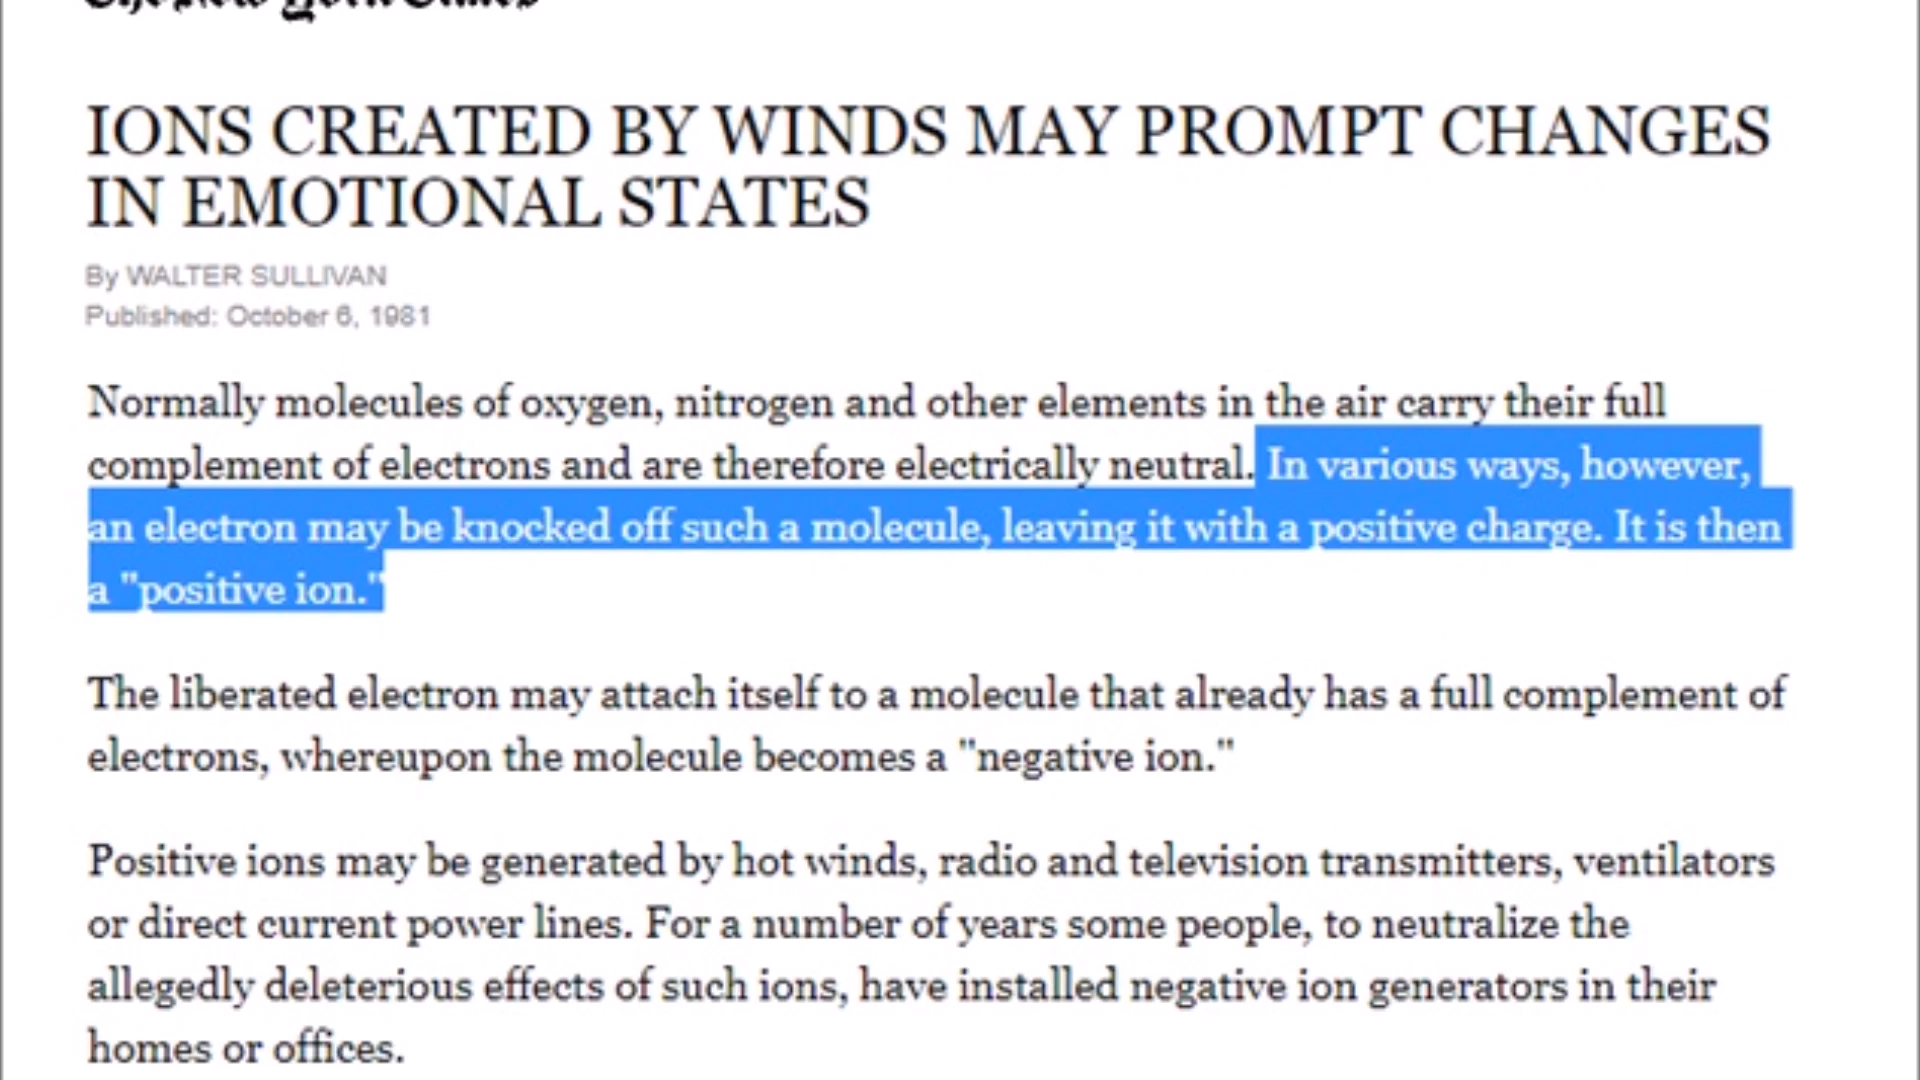 The New York Times
IONS CREATED BY WINDS MAY PROMPT CHANGES
IN EMOTIONAL STATES
By WALTER SULLIVAN
Published: October 6, 1981
Normally molecules of oxygen, nitrogen and other elements in the air carry their full
complement of electrons and are therefore electrically neutral. In various ways, however,
an electron may be knocked off such a molecule, leaving it with a positive charge. It is then
a "positive ion."
The liberated electron may attach itself to a molecule that already has a full complement of
electrons, whereupon the molecule becomes a "negative ion."
Positive ions may be generated by hot winds, radio and television transmitters, ventilators
or direct current power lines. For a number of years some people, to neutralize the
allegedly deleterious effects of such ions, have installed negative ion generators in their
homes or offices.